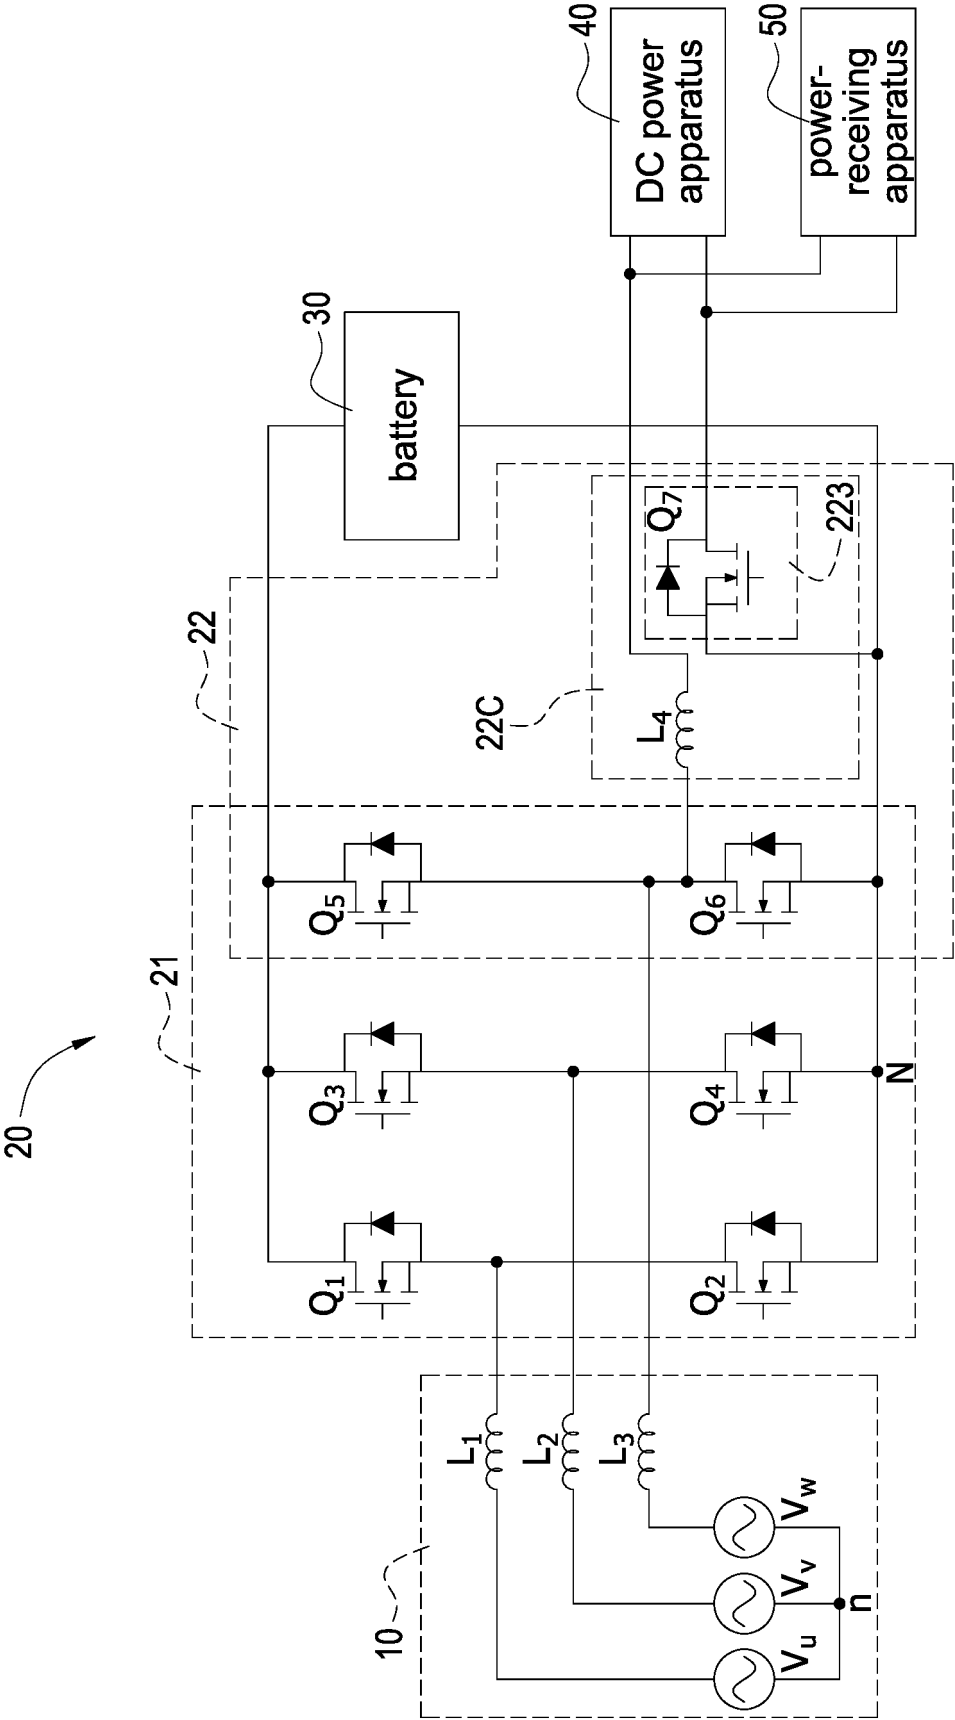 20
21
22
10
L1
L2
L3
Vu
Vv
Vw
n
Q1
Q3
Q5
Q2
Q4
Q6
N
22C
L4
Q7
223
30
battery
40
DC power
apparatus
50
power-
receiving
apparatus